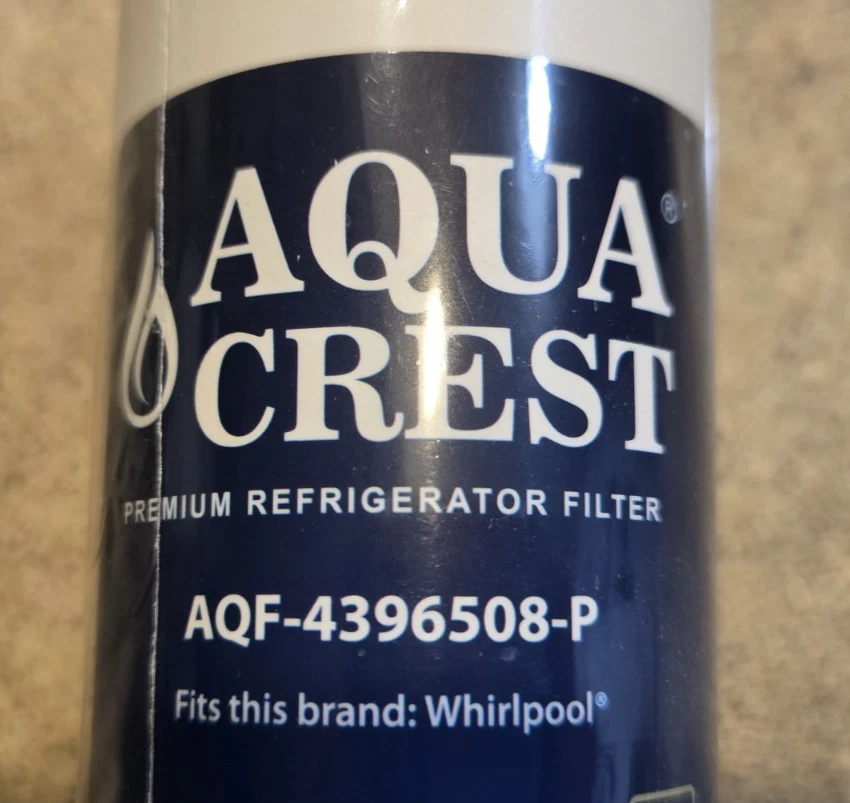 AQUA®
CREST
PREMIUM REFRIGERATOR FILTER
AQF-4396508-P
Fits this brand: Whirlpool®